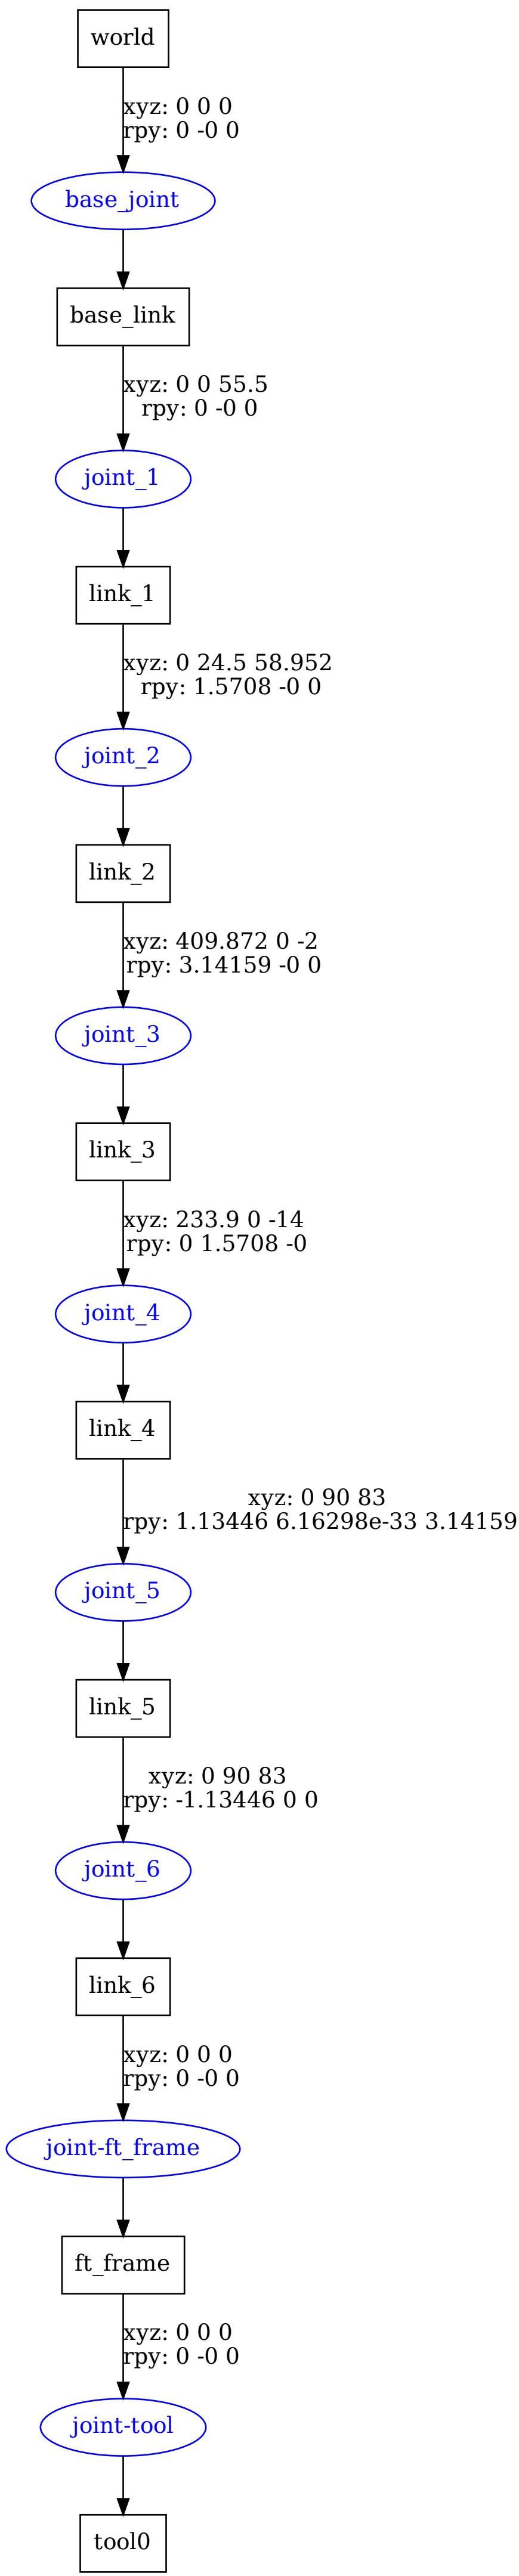 world
xyz: 0 0 0
rpy: 0 -0 0
base_joint
base_link
xyz: 0 0 55.5
rpy: 0 -0 0
joint_1
link_1
xyz: 0 24.5 58.952
rpy: 1.5708 -0 0
joint_2
link_2
xyz: 409.872 0 -2
rpy: 3.14159 -0 0
joint_3
link_3
xyz: 233.9 0 -14
rpy: 0 1.5708 -0
joint_4
link_4
xyz: 0 90 83
rpy: 1.13446 6.16298e-33 3.14159
joint_5
link_5
xyz: 0 90 83
rpy: -1.13446 0 0
joint_6
link_6
xyz: 0 0 0
rpy: 0 -0 0
joint-ft_frame
ft_frame
xyz: 0 0 0
rpy: 0 -0 0
joint-tool
tool0